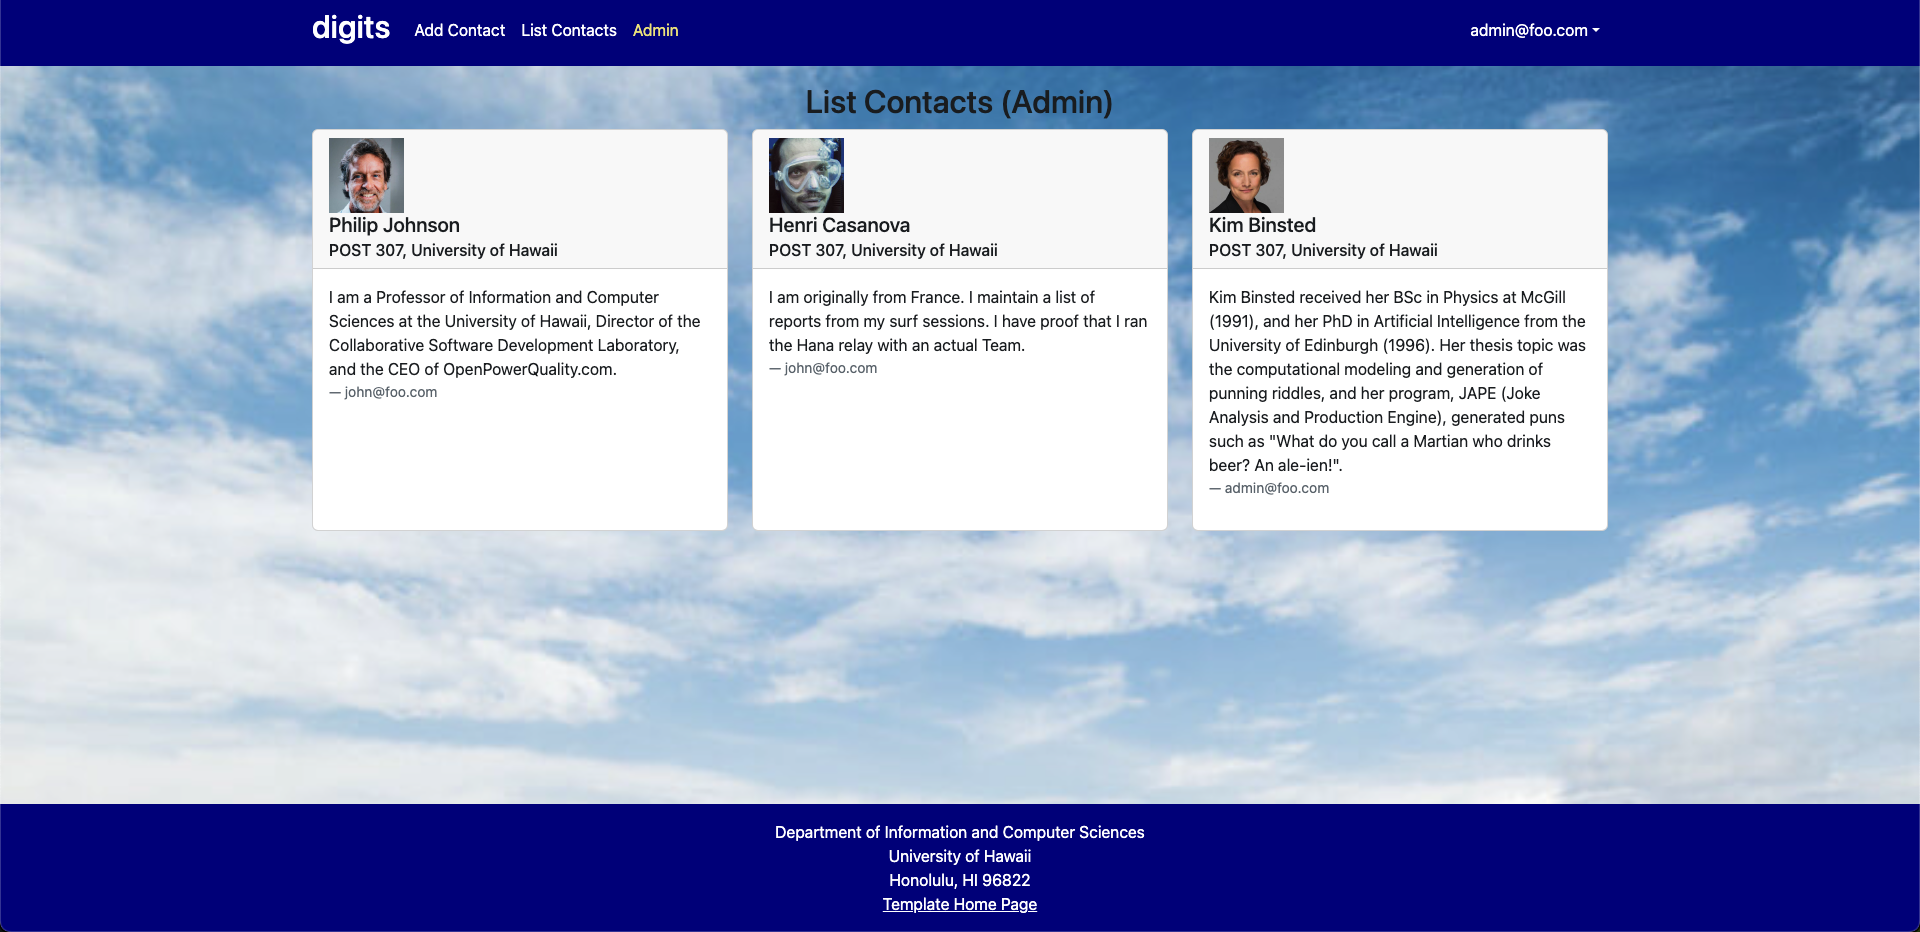 digits
Add Contact
List Contacts
Admin
admin@foo.com
List Contacts (Admin)
Philip Johnson
POST 307, University of Hawaii
I am a Professor of Information and Computer
Sciences at the University of Hawaii, Director of the
Collaborative Software Development Laboratory,
and the CEO of OpenPowerQuality.com.
— john@foo.com
Henri Casanova
POST 307, University of Hawaii
I am originally from France. I maintain a list of
reports from my surf sessions. I have proof that I ran
the Hana relay with an actual Team.
— john@foo.com
Kim Binsted
POST 307, University of Hawaii
Kim Binsted received her BSc in Physics at McGill
(1991), and her PhD in Artificial Intelligence from the
University of Edinburgh (1996). Her thesis topic was
the computational modeling and generation of
punning riddles, and her program, JAPE (Joke
Analysis and Production Engine), generated puns
such as "What do you call a Martian who drinks
beer? An ale-ien!".
— admin@foo.com
Department of Information and Computer Sciences
University of Hawaii
Honolulu, HI 96822
Template Home Page